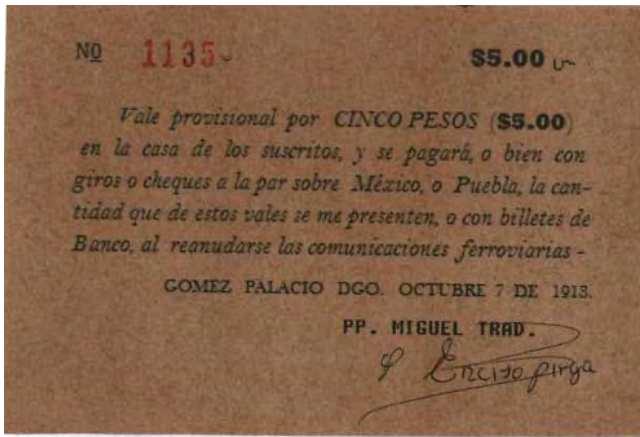 Nº 1135 $5.00
Vale provisional por CINCO PESOS ($5.00)
en la casa de los suscritos, y se pagará, o bien con
giros o cheques a la par sobre México, o Puebla, la can-
tidad que de estos vales se me presenten, o con billetes de
Banco, al reanudarse las comunicaciones ferroviarias -
GOMEZ PALACIO DGO. OCTUBRE 7 DE 1913.
PP. MIGUEL TRAD.